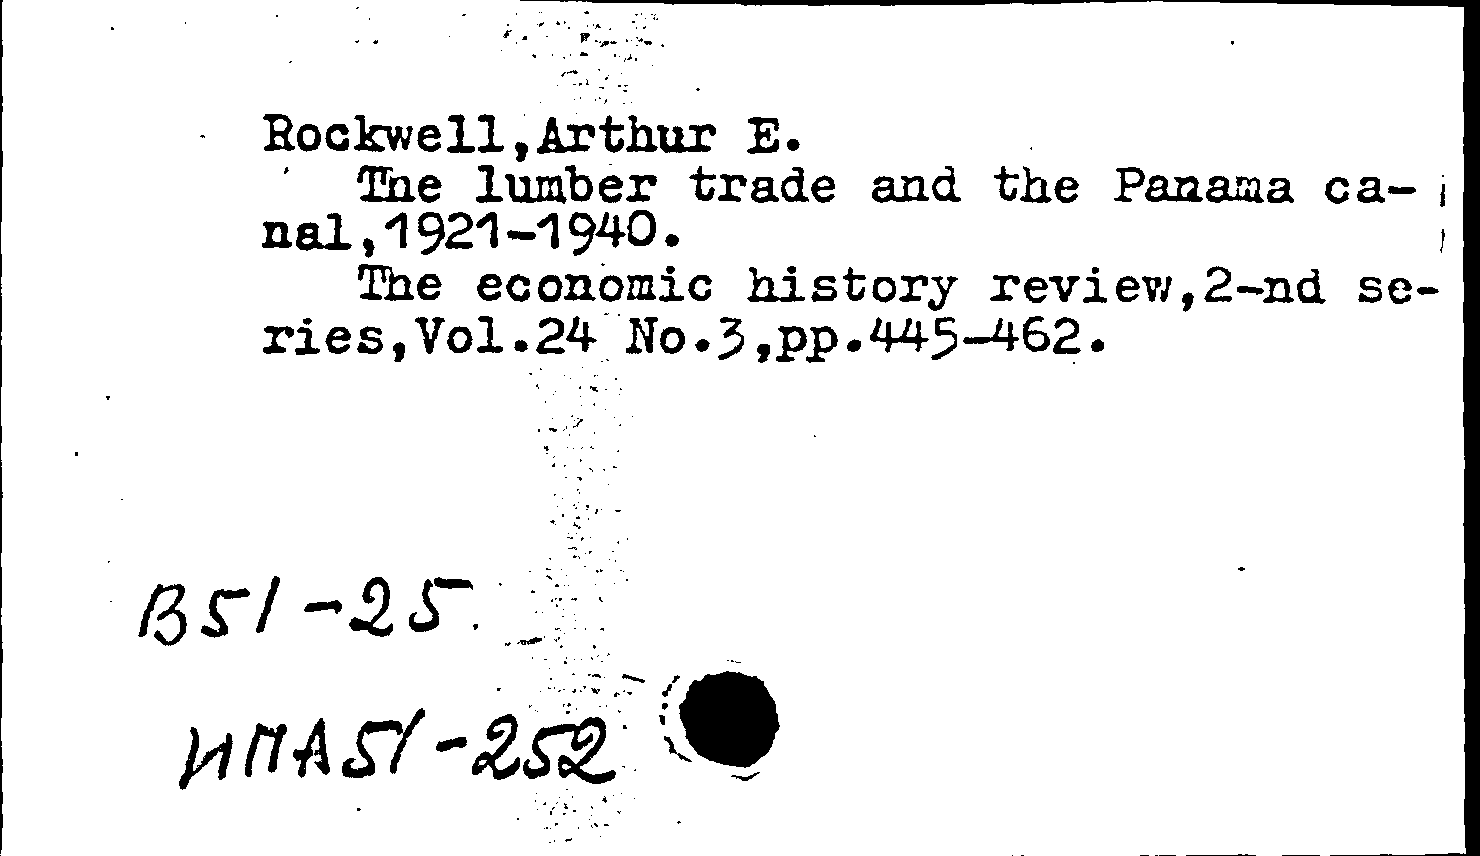 Rockwell,Arthur E.
The lumber trade and the Panama ca-
nal,1921-1940.
The economic history review,2-nd se-
ries,Vol.24 No.3,pp.445-462.
B51-25.
ИПА51-252